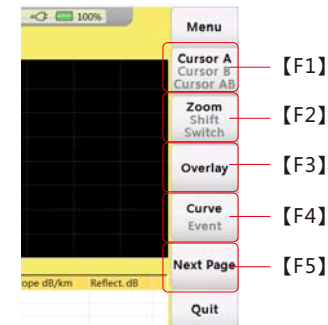 100%
Menu
Cursor A
Cursor B
Cursor AB
【F1】
Zoom
Shift
Switch
【F2】
Overlay
【F3】
Curve
Event
【F4】
Next Page
【F5】
ope dB/km Reflect. dB
Quit